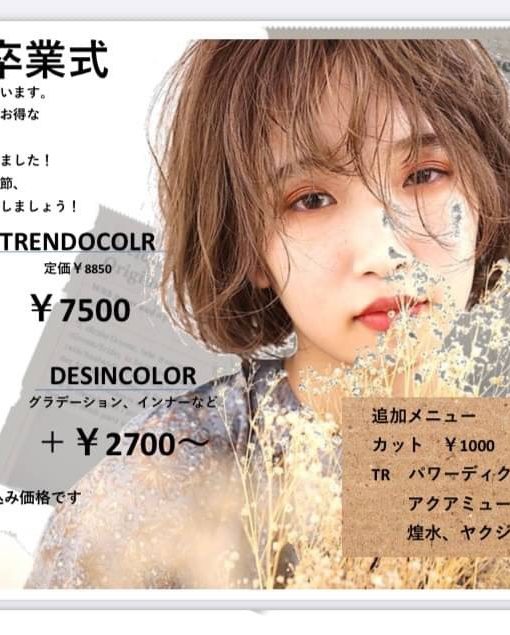 卒業式
います。
お得な
ました！
節、
しましょう！
TRENDOCOLR
定価￥8850
￥7500
DESINCOLOR
グラデーション、インナーなど
＋￥2700～
込み価格です
追加メニュー
カット　￥1000
TR　パワーディク
アクアミュー
煌水、ヤクジ